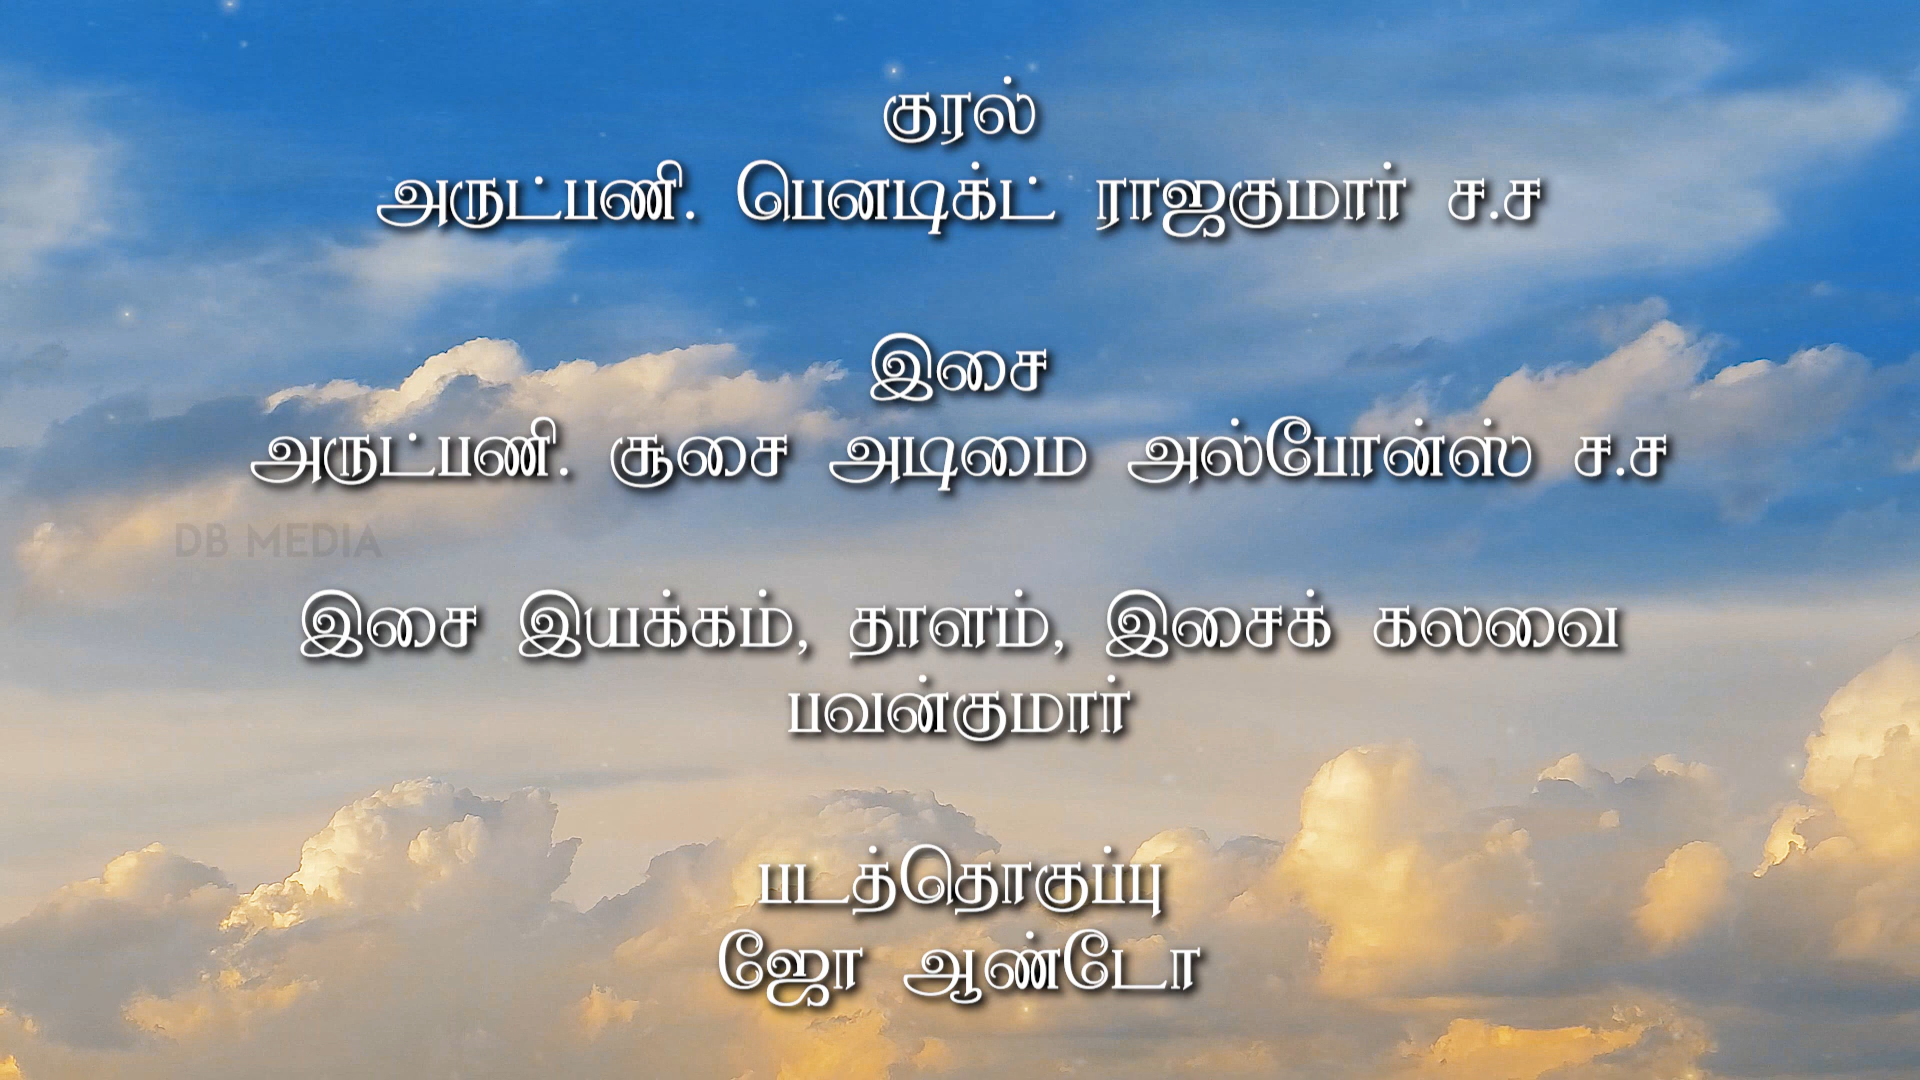 குரல்
அருட்பணி. பெனடிக்ட் ராஜகுமார் ச.ச
இசை
அருட்பணி. சூசை அடிமை அல்போன்ஸ் ச.ச
DB MEDIA
இசை இயக்கம், தாளம், இசைக் கலவை
பவன்குமார்
படத்தொகுப்பு
ஜோ ஆண்டோ